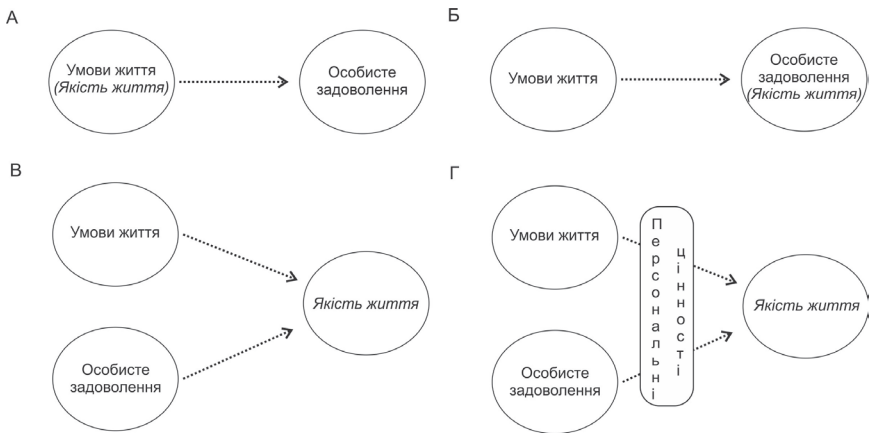 А
Умови життя
(Якість життя)
Особисте
задоволення
Б
Умови життя
Особисте
задоволення
(Якість життя)
В
Умови життя
Особисте
задоволення
Якість життя
Г
Умови життя
Особисте
задоволення
Персональні
цінності
Якість життя